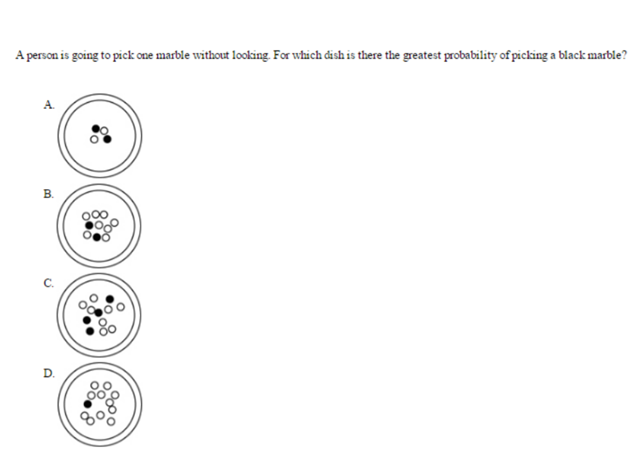 A person is going to pick one marble without looking. For which dish is there the greatest probability of picking a black marble?
A.
B.
C.
D.